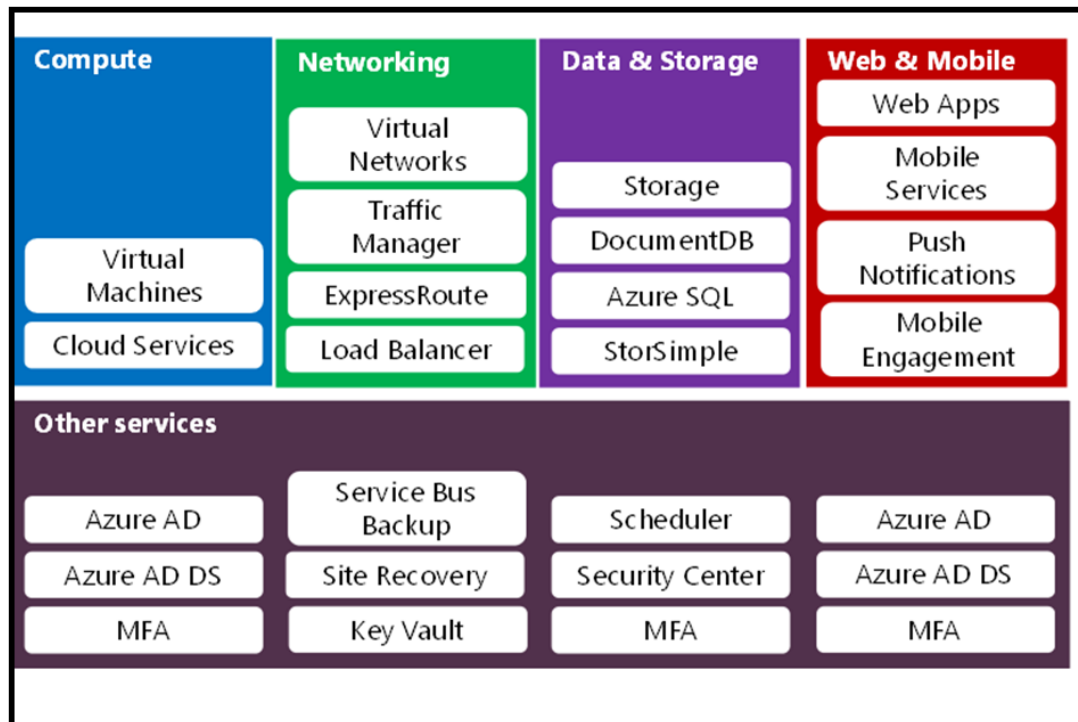 Compute
Virtual
Machines
Cloud Services
Networking
Virtual
Networks
Traffic
Manager
ExpressRoute
Load Balancer
Data & Storage
Storage
DocumentDB
Azure SQL
StorSimple
Web & Mobile
Web Apps
Mobile
Services
Push
Notifications
Mobile
Engagement
Other services
Azure AD
Azure AD DS
MFA
Service Bus
Backup
Site Recovery
Key Vault
Scheduler
Security Center
MFA
Azure AD
Azure AD DS
MFA